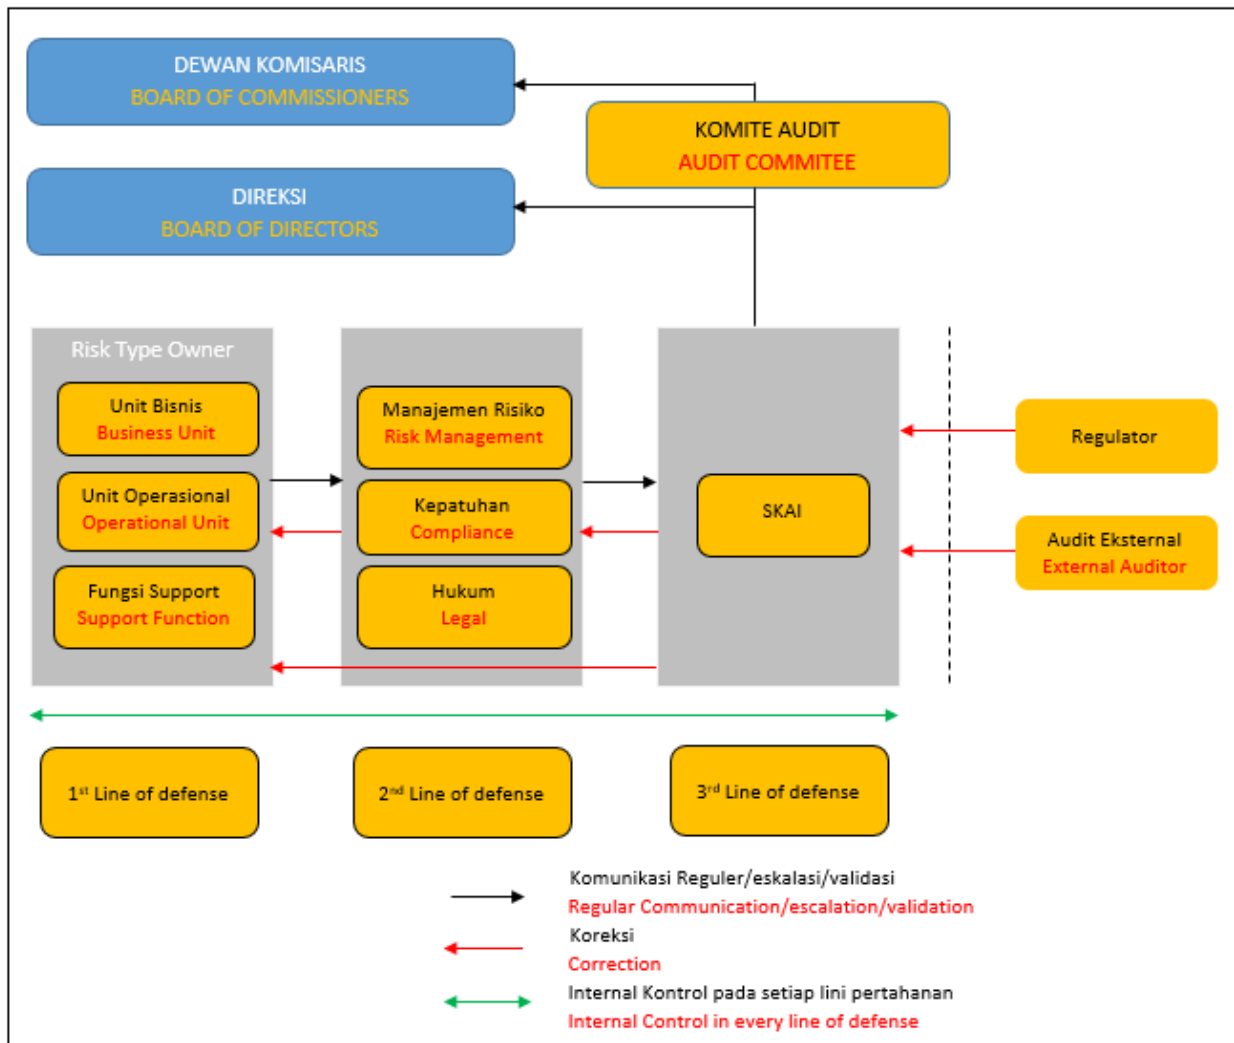 DEWAN KOMISARIS
BOARD OF COMMISSIONERS
KOMITE AUDIT
AUDIT COMMITEE
DIREKSI
BOARD OF DIRECTORS
Risk Type Owner
Unit Bisnis
Business Unit
Unit Operasional
Operational Unit
Fungsi Support
Support Function
Manajemen Risiko
Risk Management
Kepatuhan
Compliance
Hukum
Legal
SKAI
Regulator
Audit Eksternal
External Auditor
1st Line of defense
2nd Line of defense
3rd Line of defense
Komunikasi Reguler/eskalasi/validasi
Regular Communication/escalation/validation
Koreksi
Correction
Internal Kontrol pada setiap lini pertahanan
Internal Control in every line of defense